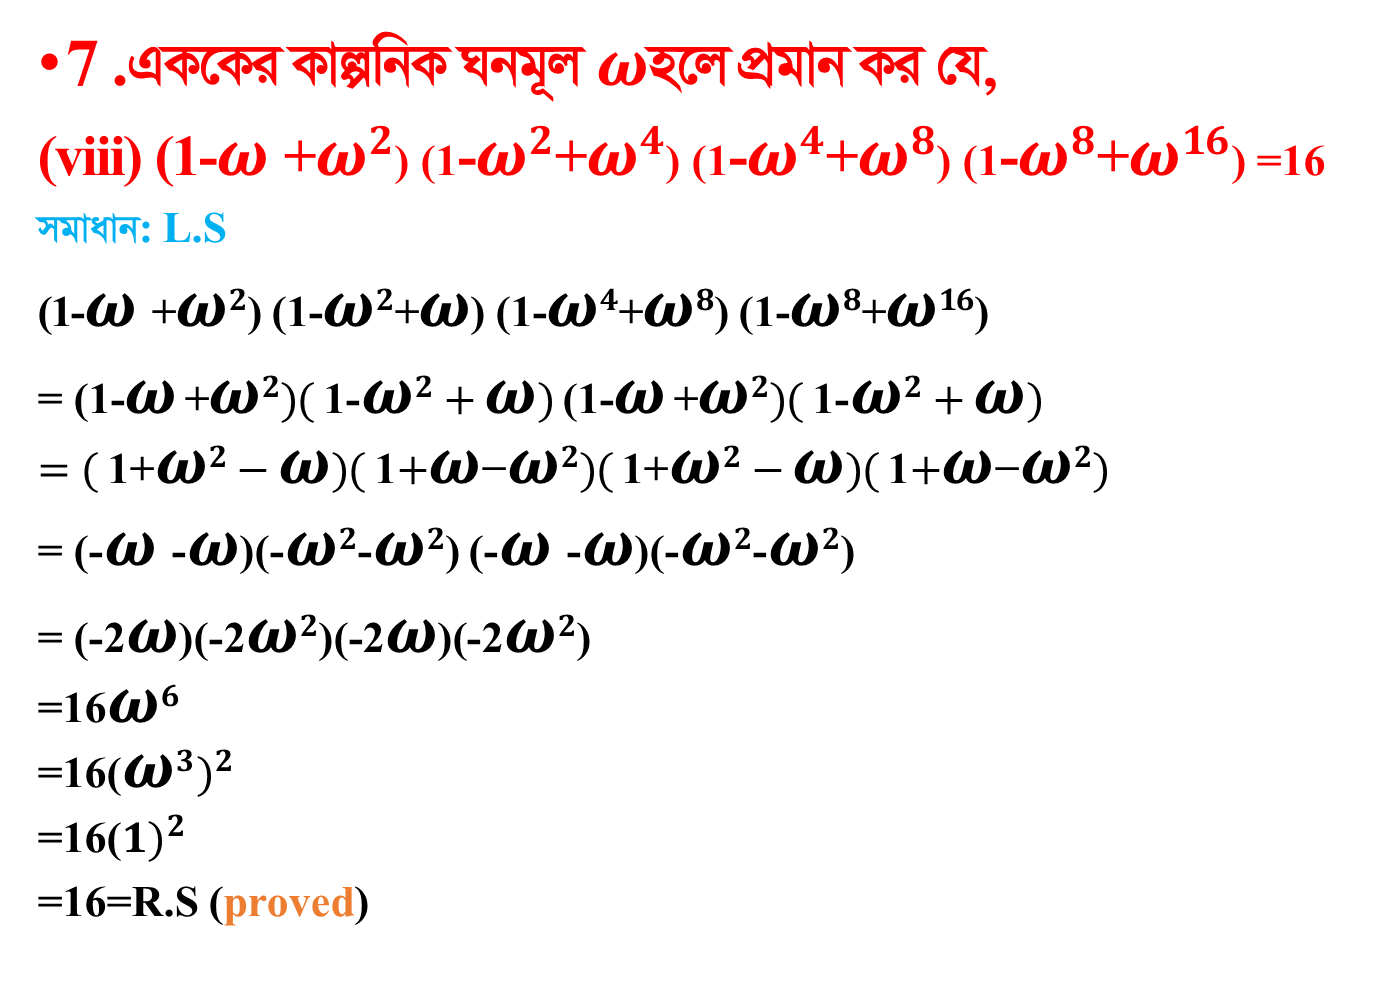 •7 .এককের কাল্পনিক ঘনমূল ωহলে প্রমান কর যে,
(viii) (1-ω +ω²) (1-ω²+ω⁴) (1-ω⁴+ω⁸) (1-ω⁸+ω¹⁶) =16
সমাধান: L.S
(1-ω +ω²) (1-ω²+ω) (1-ω⁴+ω⁸) (1-ω⁸+ω¹⁶)
= (1-ω +ω²)( 1-ω² + ω) (1-ω +ω²)( 1-ω² + ω)
= ( 1+ω² − ω)( 1+ω−ω²)( 1+ω² − ω)( 1+ω−ω²)
= (-ω -ω)(-ω²-ω²) (-ω -ω)(-ω²-ω²)
= (-2ω)(-2ω²)(-2ω)(-2ω²)
=16ω⁶
=16(ω³)²
=16(1)²
=16=R.S (proved)